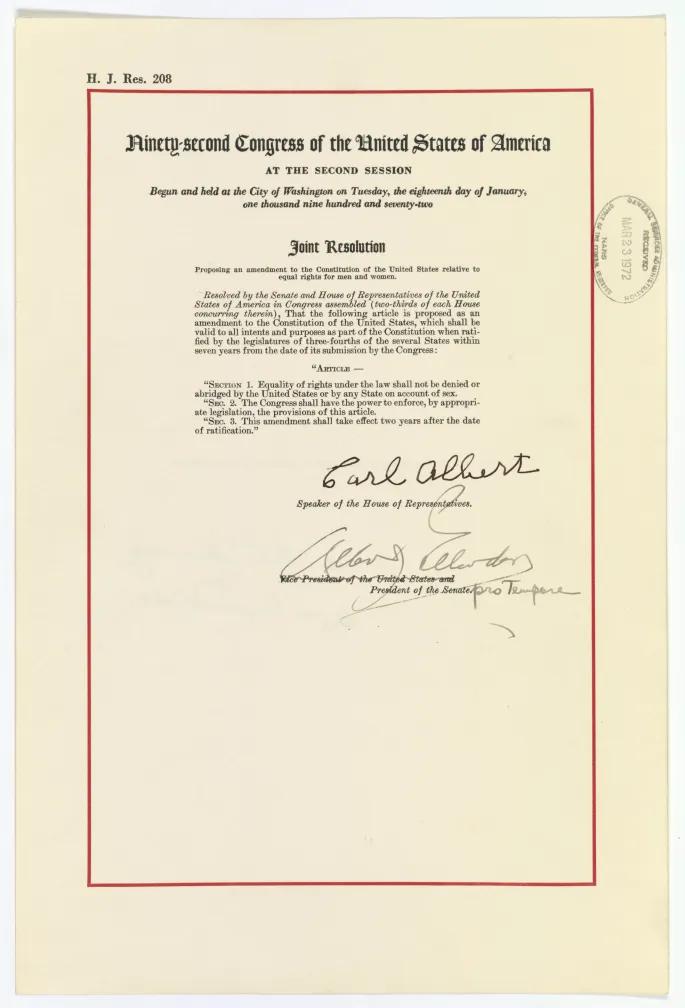 H. J. Res. 208
Ninety-second Congress of the United States of America
AT THE SECOND SESSION
Begun and held at the City of Washington on Tuesday, the eighteenth day of January,
one thousand nine hundred and seventy-two
Joint Resolution
Proposing an amendment to the Constitution of the United States relative to
equal rights for men and women.
Resolved by the Senate and House of Representatives of the United
States of America in Congress assembled (two-thirds of each House
concurring therein), That the following article is proposed as an
amendment to the Constitution of the United States, which shall be
valid to all intents and purposes as part of the Constitution when rati-
fied by the legislatures of three-fourths of the several States within
seven years from the date of its submission by the Congress:
“ARTICLE —
“SECTION 1. Equality of rights under the law shall not be denied or
abridged by the United States or by any State on account of sex.
“SEC. 2. The Congress shall have the power to enforce, by appropri-
ate legislation, the provisions of this article.
“SEC. 3. This amendment shall take effect two years after the date
of ratification.”
Carl Albert
Speaker of the House of Representatives.
Allen J Ellender
Vice President of the United States and
President of the Senate pro Tempore
GENERAL SERVICES ADMINISTRATION
RECEIVED
MAR 23 1972
NARS